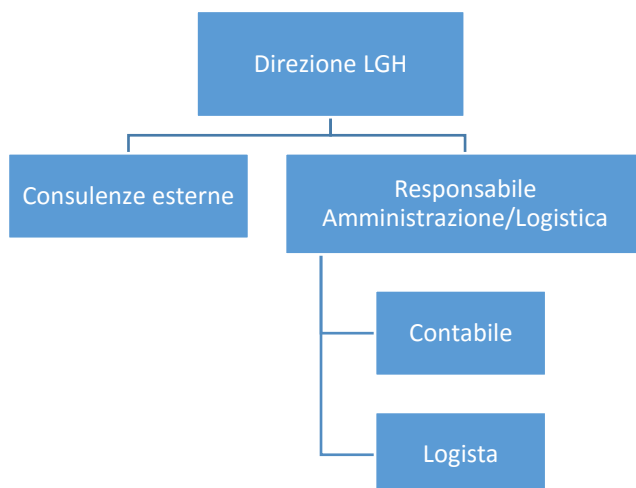 Direzione LGH
Consulenze esterne
Responsabile
Amministrazione/Logistica
Contabile
Logista